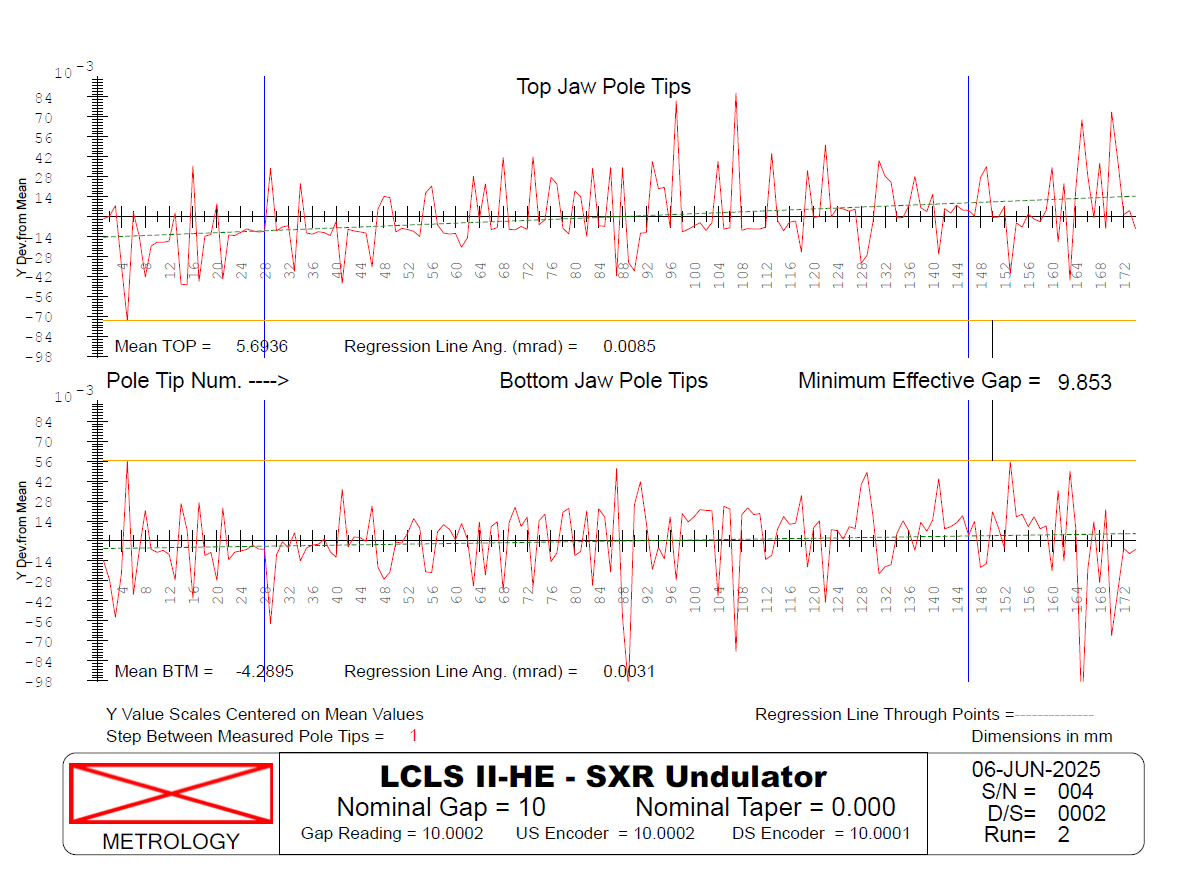 10 -3
Top Jaw Pole Tips
84
70
56
42
28
14
-14
-28
-42
-56
-70
-84
-98
Y Dev.from Mean
4 8 12 16 20 24 28 32 36 40 44 48 52 56 60 64 68 72 76 80 84 88 92 96 100 104 108 112 116 120 124 128 132 136 140 144 148 152 156 160 164 168 172
Mean TOP = 5.6936 Regression Line Ang. (mrad) = 0.0085
Pole Tip Num. ----> Bottom Jaw Pole Tips Minimum Effective Gap = 9.853
10 -3
84
70
56
42
28
14
-14
-28
-42
-56
-70
-84
-98
Y Dev.from Mean
4 8 12 16 20 24 28 32 36 40 44 48 52 56 60 64 68 72 76 80 84 88 92 96 100 104 108 112 116 120 124 128 132 136 140 144 148 152 156 160 164 168 172
Mean BTM = -4.2895 Regression Line Ang. (mrad) = 0.0031
Y Value Scales Centered on Mean Values Regression Line Through Points =--------------
Step Between Measured Pole Tips = 1 Dimensions in mm
METROLOGY
LCLS II-HE - SXR Undulator
Nominal Gap = 10 Nominal Taper = 0.000
Gap Reading = 10.0002 US Encoder = 10.0002 DS Encoder = 10.0001
06-JUN-2025
S/N = 004
D/S= 0002
Run= 2